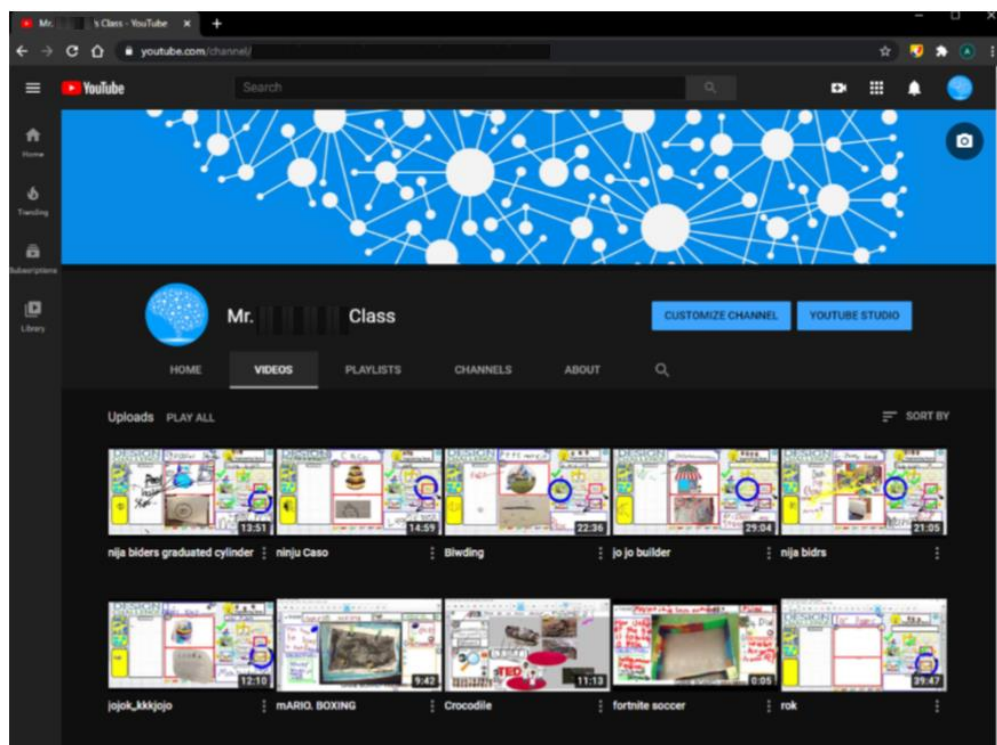 Mr. 's Class - YouTube
youtube.com/channel/
YouTube
Search
Home
Trending
Subscriptions
Library
Mr. Class
CUSTOMIZE CHANNEL
YOUTUBE STUDIO
HOME VIDEOS PLAYLISTS CHANNELS ABOUT
Uploads PLAY ALL
SORT BY
13:51 14:59 22:36 29:04 21:05
nija biders graduated cylinder
ninju Caso
Biwding
jo jo builder
nija bidrs
12:10 9:42 11:13 0:05 39:47
jojok_kkkjojo
mARIO. BOXING
Crocodile
fortnite soccer
rok